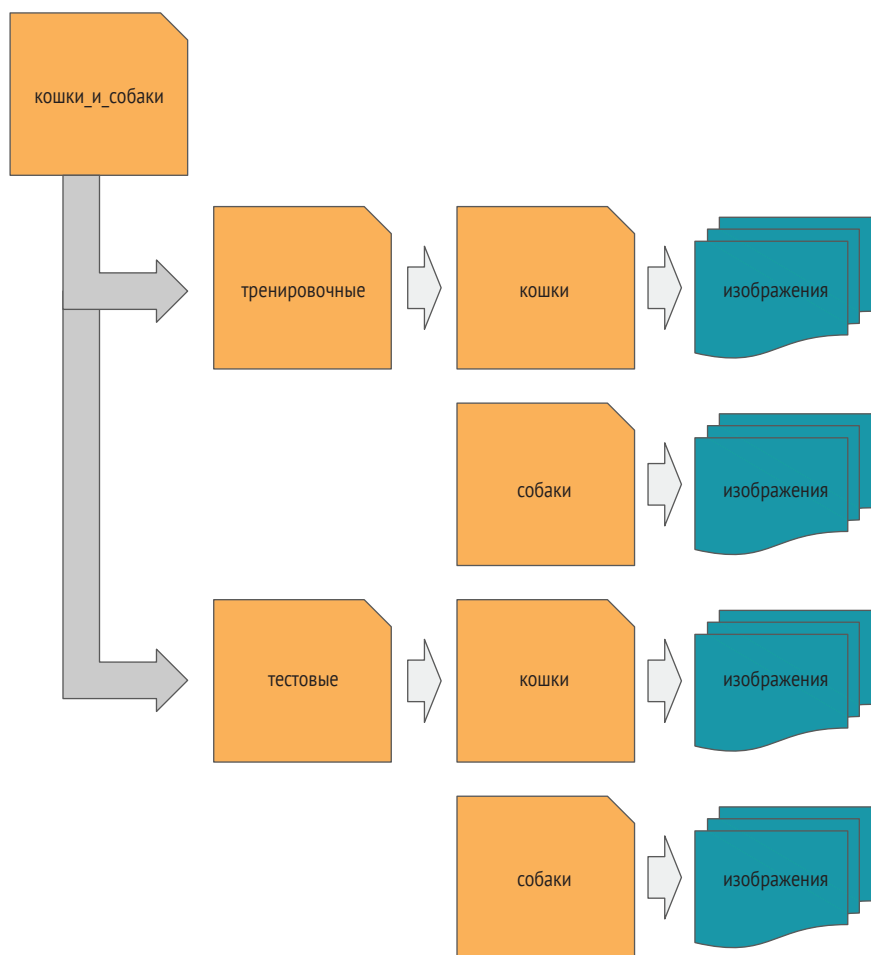 кошки_и_собаки
тренировочные
кошки
изображения
собаки
изображения
тестовые
кошки
изображения
собаки
изображения